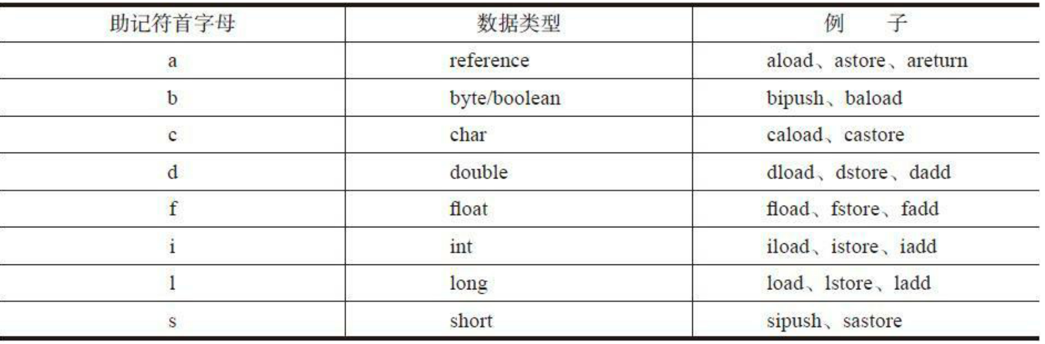 助记符首字母 数据类型 例 子
a reference aload、astore、areturn
b byte/boolean bipush、baload
c char caload、castore
d double dload、dstore、dadd
f float fload、fstore、fadd
i int iload、istore、iadd
l long load、lstore、ladd
s short sipush、sastore